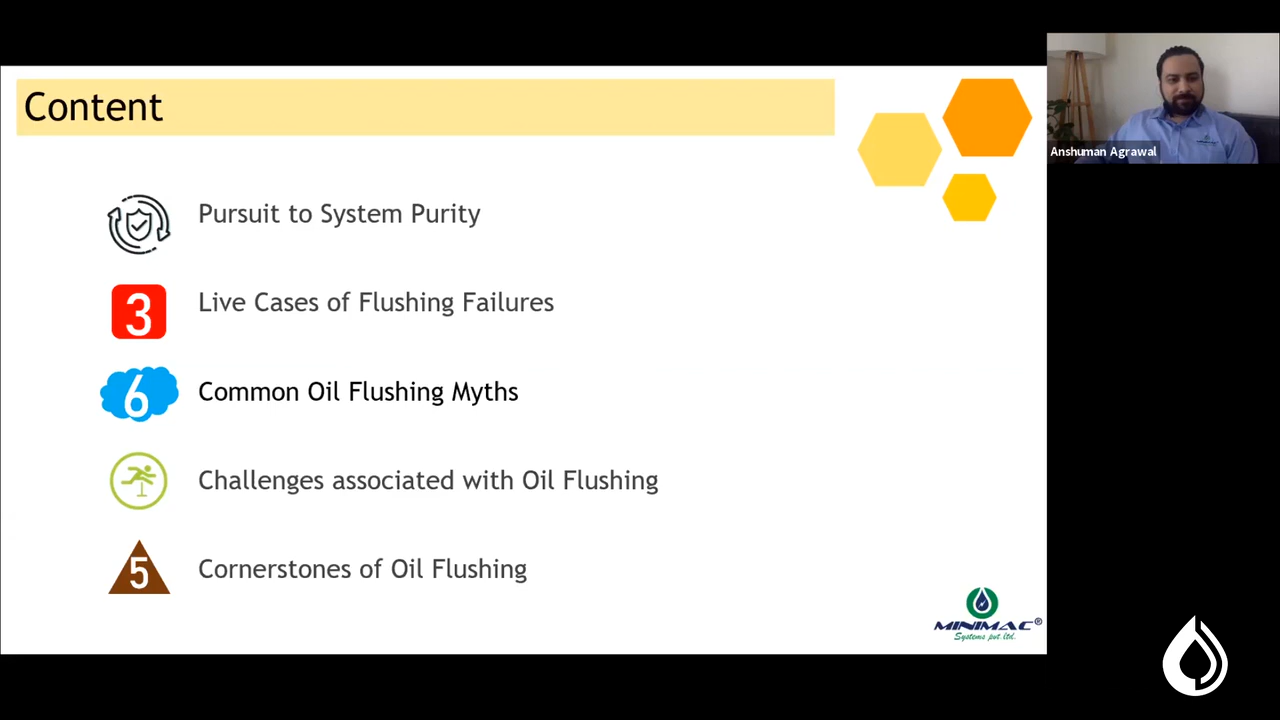 Content
Pursuit to System Purity
3 Live Cases of Flushing Failures
6 Common Oil Flushing Myths
Challenges associated with Oil Flushing
5 Cornerstones of Oil Flushing
MINIMAC®
Systems pvt.ltd.
Anshuman Agrawal